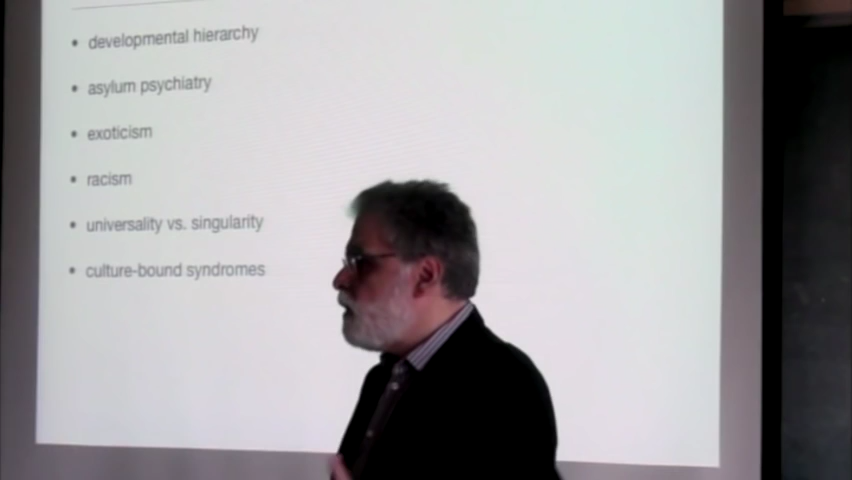 • developmental hierarchy
• asylum psychiatry
• exoticism
• racism
• universality vs. singularity
• culture-bound syndromes